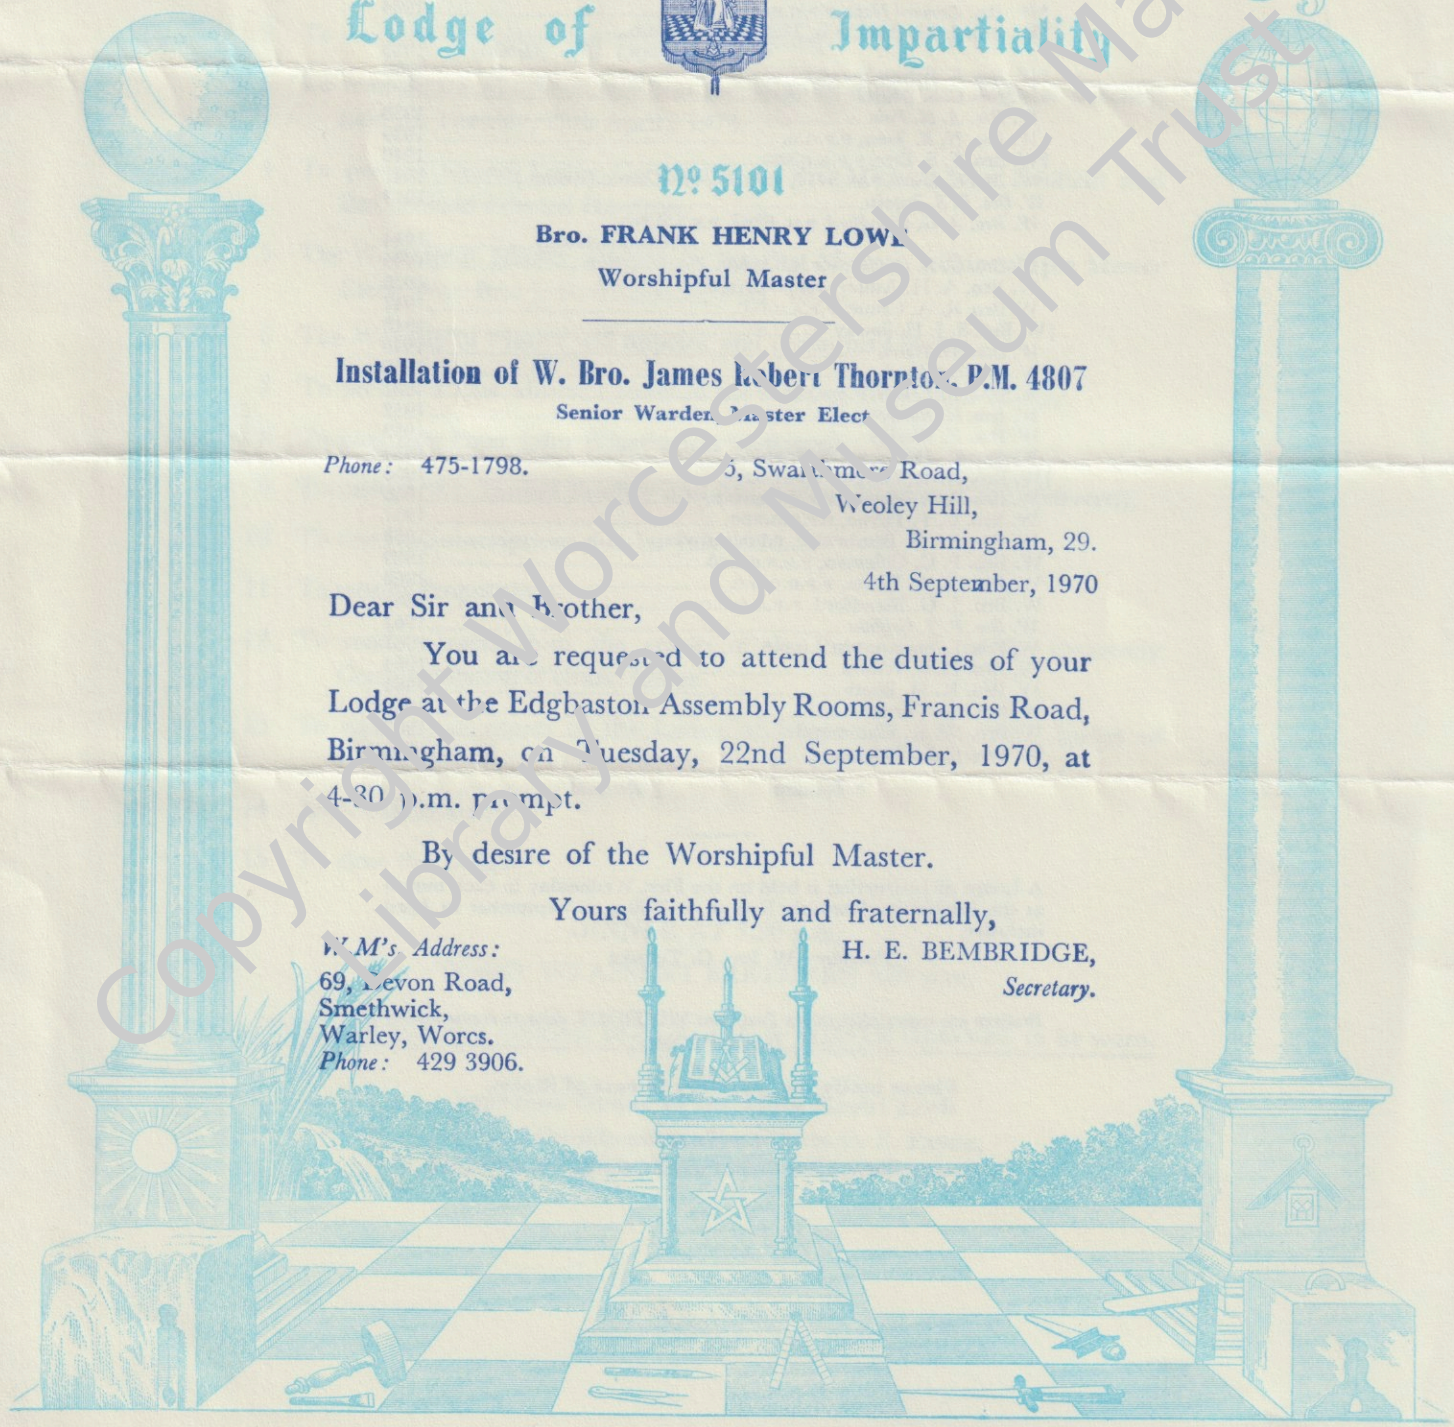 Lodge of Impartiality
No 5101
Bro. FRANK HENRY LOWE
Worshipful Master
Installation of W. Bro. James Robert Thornton, P.M. 4807
Senior Warden, Master Elect
Phone: 475-1798. Swarthmore Road,
Weoley Hill,
Birmingham, 29.
4th September, 1970
Dear Sir and Brother,
You are requested to attend the duties of your
Lodge at the Edgbaston Assembly Rooms, Francis Road,
Birmingham, on Tuesday, 22nd September, 1970, at
4-30 p.m. prompt.
By desire of the Worshipful Master.
Yours faithfully and fraternally,
H. E. BEMBRIDGE,
Secretary.
W.M's. Address:
69, Devon Road,
Smethwick,
Warley, Worcs.
Phone: 429 3906.
Copyright Worcestershire
Library and Museum Trust